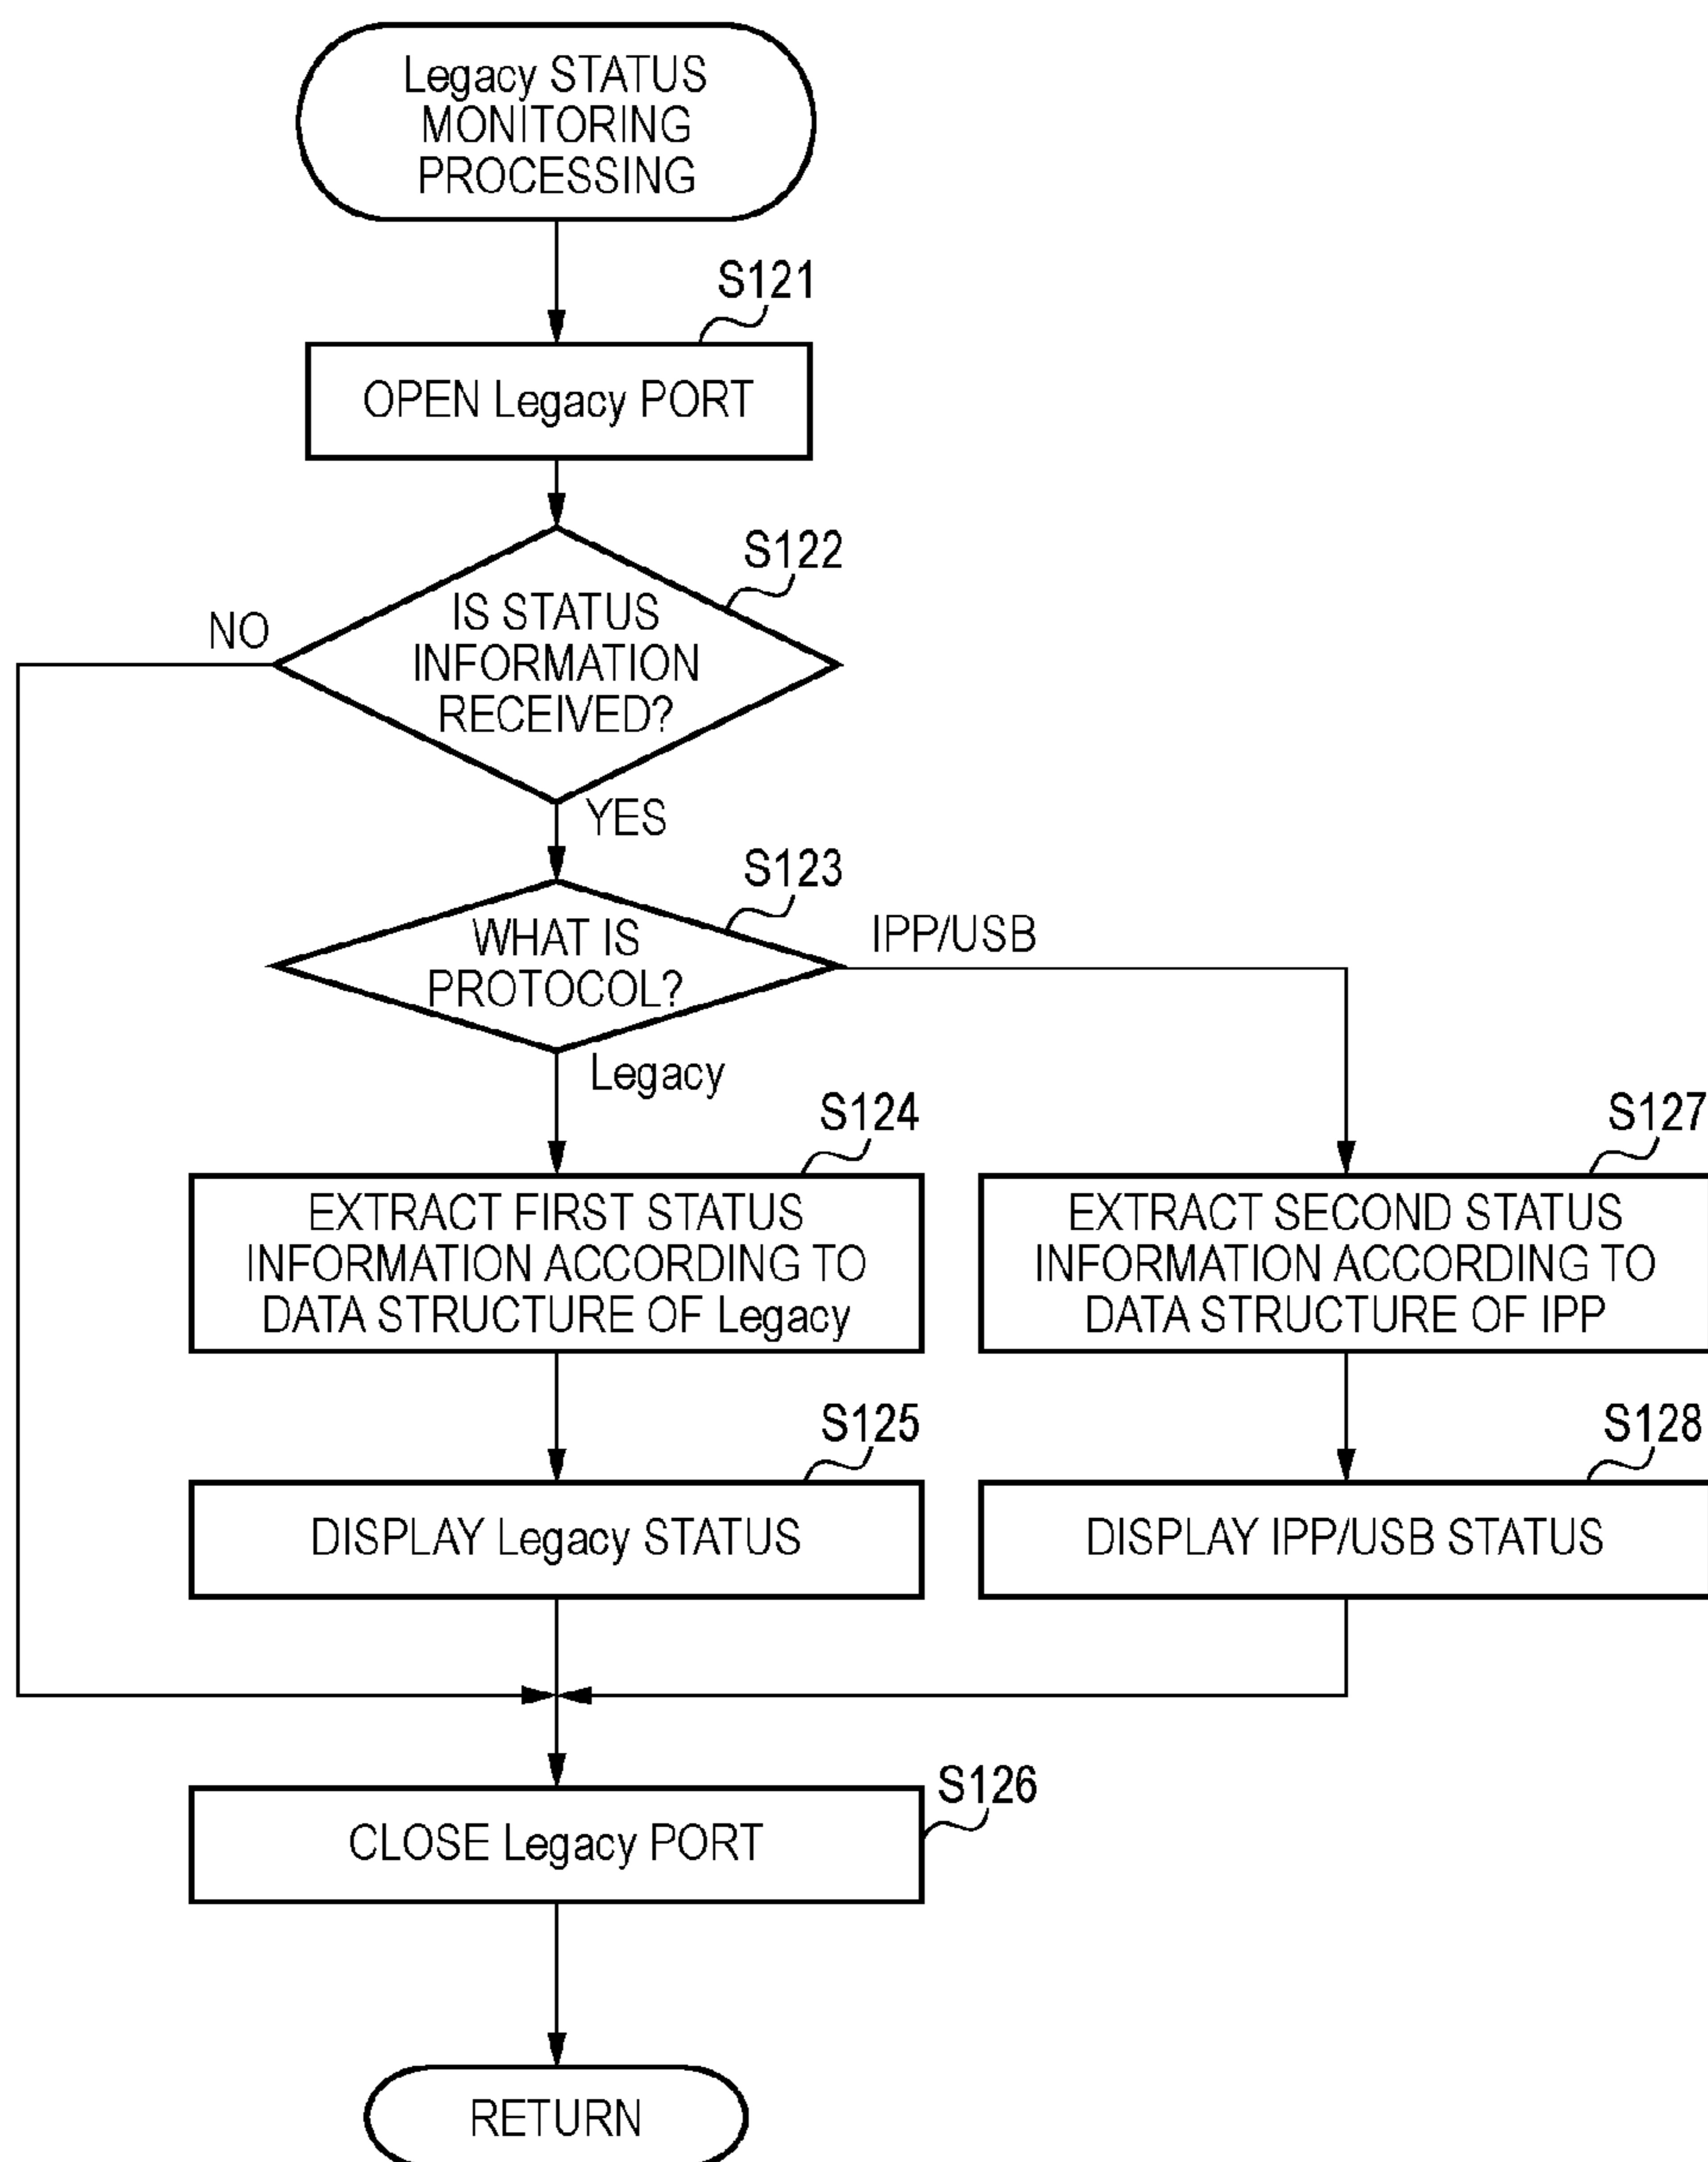 Legacy STATUS
MONITORING
PROCESSING
S121
OPEN Legacy PORT
S122
IS STATUS
INFORMATION
RECEIVED?
NO
YES
S123
WHAT IS
PROTOCOL?
IPP/USB
Legacy
S124
EXTRACT FIRST STATUS
INFORMATION ACCORDING TO
DATA STRUCTURE OF Legacy
S127
EXTRACT SECOND STATUS
INFORMATION ACCORDING TO
DATA STRUCTURE OF IPP
S125
DISPLAY Legacy STATUS
S128
DISPLAY IPP/USB STATUS
S126
CLOSE Legacy PORT
RETURN